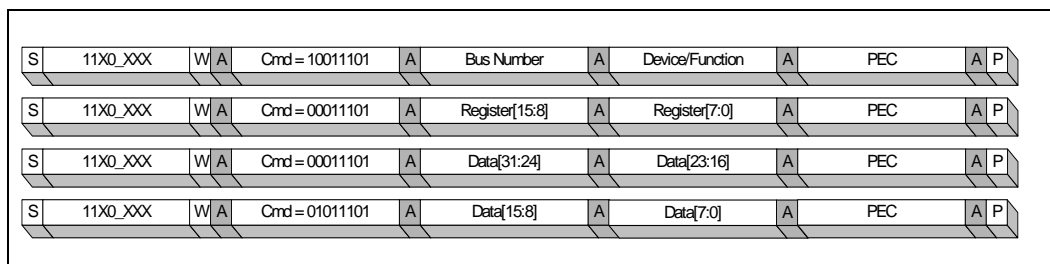 S 11X0_XXX W A Cmd = 10011101 A Bus Number A Device/Function A PEC A P
S 11X0_XXX W A Cmd = 00011101 A Register[15:8] A Register[7:0] A PEC A P
S 11X0_XXX W A Cmd = 00011101 A Data[31:24] A Data[23:16] A PEC A P
S 11X0_XXX W A Cmd = 01011101 A Data[15:8] A Data[7:0] A PEC A P